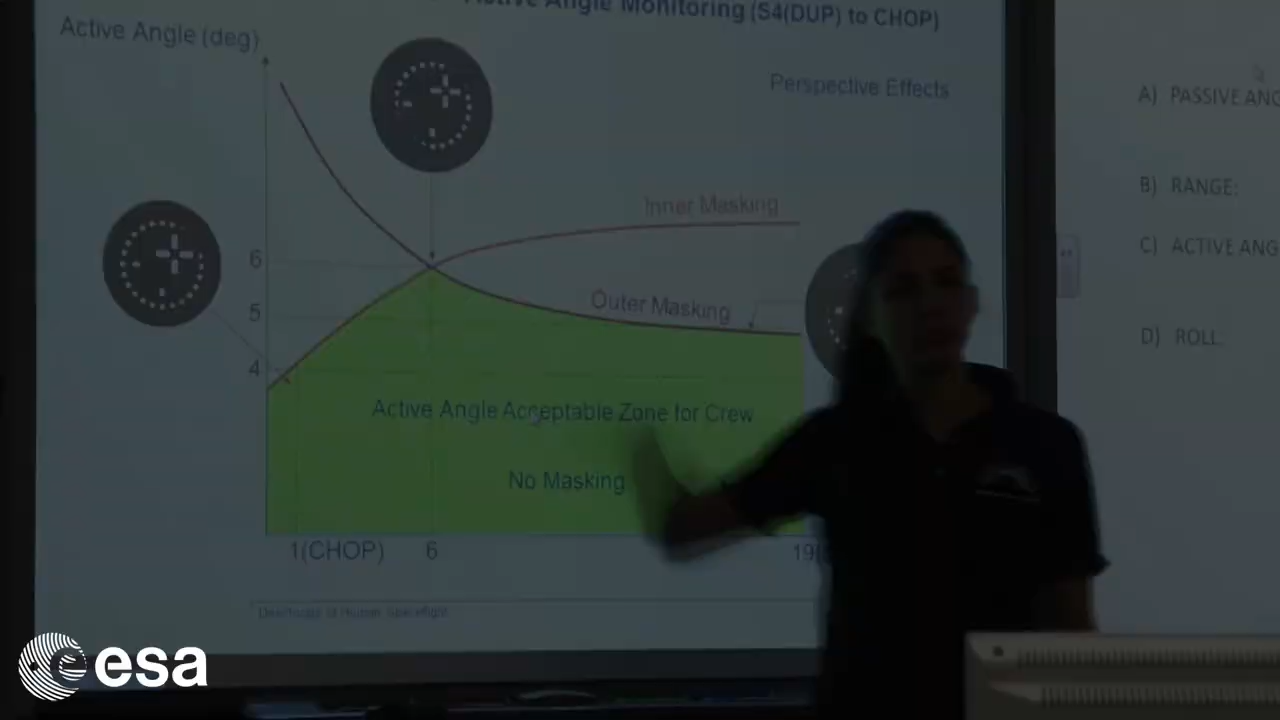 Active Angle Monitoring (S4(DUP) to CHOP)
Active Angle (deg)
Perspective Effects
Inner Masking
6
Outer Masking
5
4
Active Angle Acceptable Zone for Crew
No Masking
1(CHOP)
6
19(
Directorate of Human Spaceflight
A) PASSIVE ANG
B) RANGE:
C) ACTIVE ANG
D) ROLL:
esa